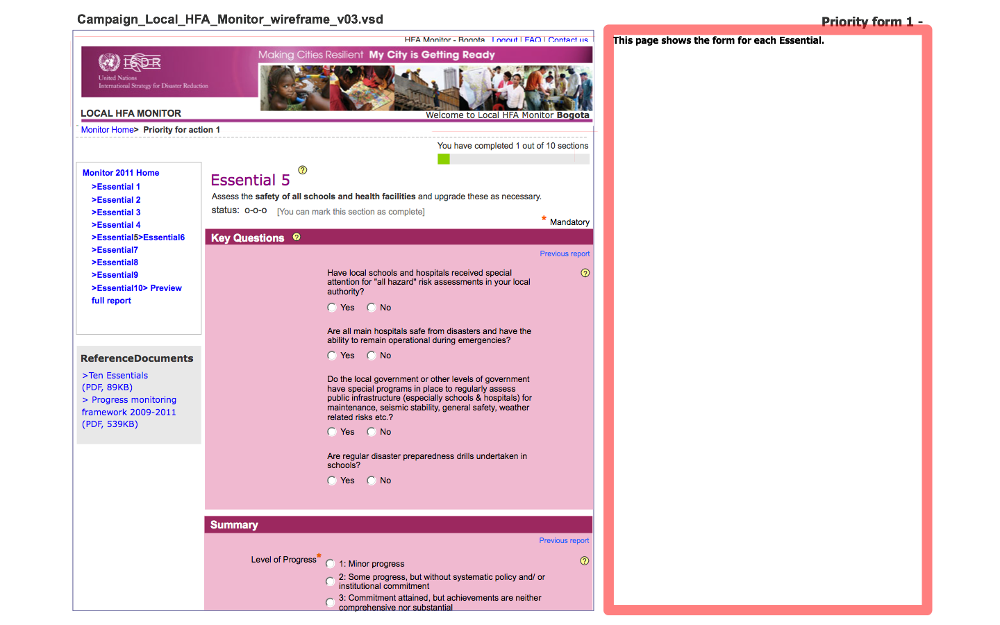 Campaign_Local_HFA_Monitor_wireframe_v03.vsd
Priority form 1 -
HFA Monitor - Bogota Logout | FAQ | Contact us
ISDR
United Nations
International Strategy for Disaster Reduction
Making Cities Resilient My City is Getting Ready
LOCAL HFA MONITOR
Welcome to Local HFA Monitor Bogota
Monitor Home> Priority for action 1
You have completed 1 out of 10 sections
Monitor 2011 Home
>Essential 1
>Essential 2
>Essential 3
>Essential 4
>Essential5>Essential6
>Essential7
>Essential8
>Essential9
>Essential10> Preview
full report
ReferenceDocuments
>Ten Essentials
(PDF, 89KB)
> Progress monitoring
framework 2009-2011
(PDF, 539KB)
Essential 5 ?
Assess the safety of all schools and health facilities and upgrade these as necessary.
status: o-o-o [You can mark this section as complete]
* Mandatory
Key Questions ?
Previous report
Have local schools and hospitals received special
attention for "all hazard" risk assessments in your local
authority?
?
Yes No
Are all main hospitals safe from disasters and have the
ability to remain operational during emergencies?
Yes No
Do the local government or other levels of government
have special programs in place to regularly assess
public infrastructure (especially schools & hospitals) for
maintenance, seismic stability, general safety, weather
related risks etc.?
Yes No
Are regular disaster preparedness drills undertaken in
schools?
Yes No
Summary
Previous report
Level of Progress*
?
1: Minor progress
2: Some progress, but without systematic policy and/ or
institutional commitment
3: Commitment attained, but achievements are neither
comprehensive nor substantial
This page shows the form for each Essential.